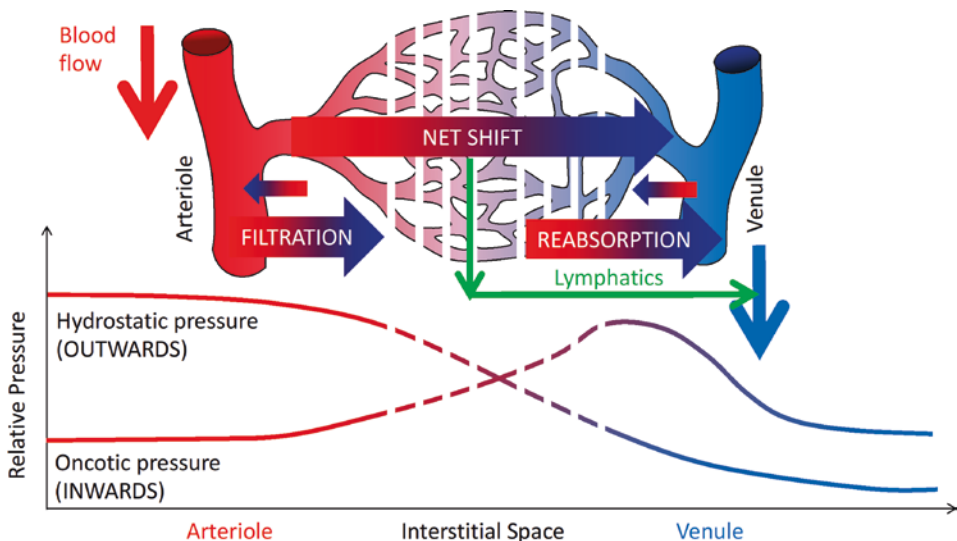 Blood
flow
NET SHIFT
Arteriole
Venule
FILTRATION
REABSORPTION
Lymphatics
Hydrostatic pressure
(OUTWARDS)
Relative Pressure
Oncotic pressure
(INWARDS)
Arteriole
Interstitial Space
Venule